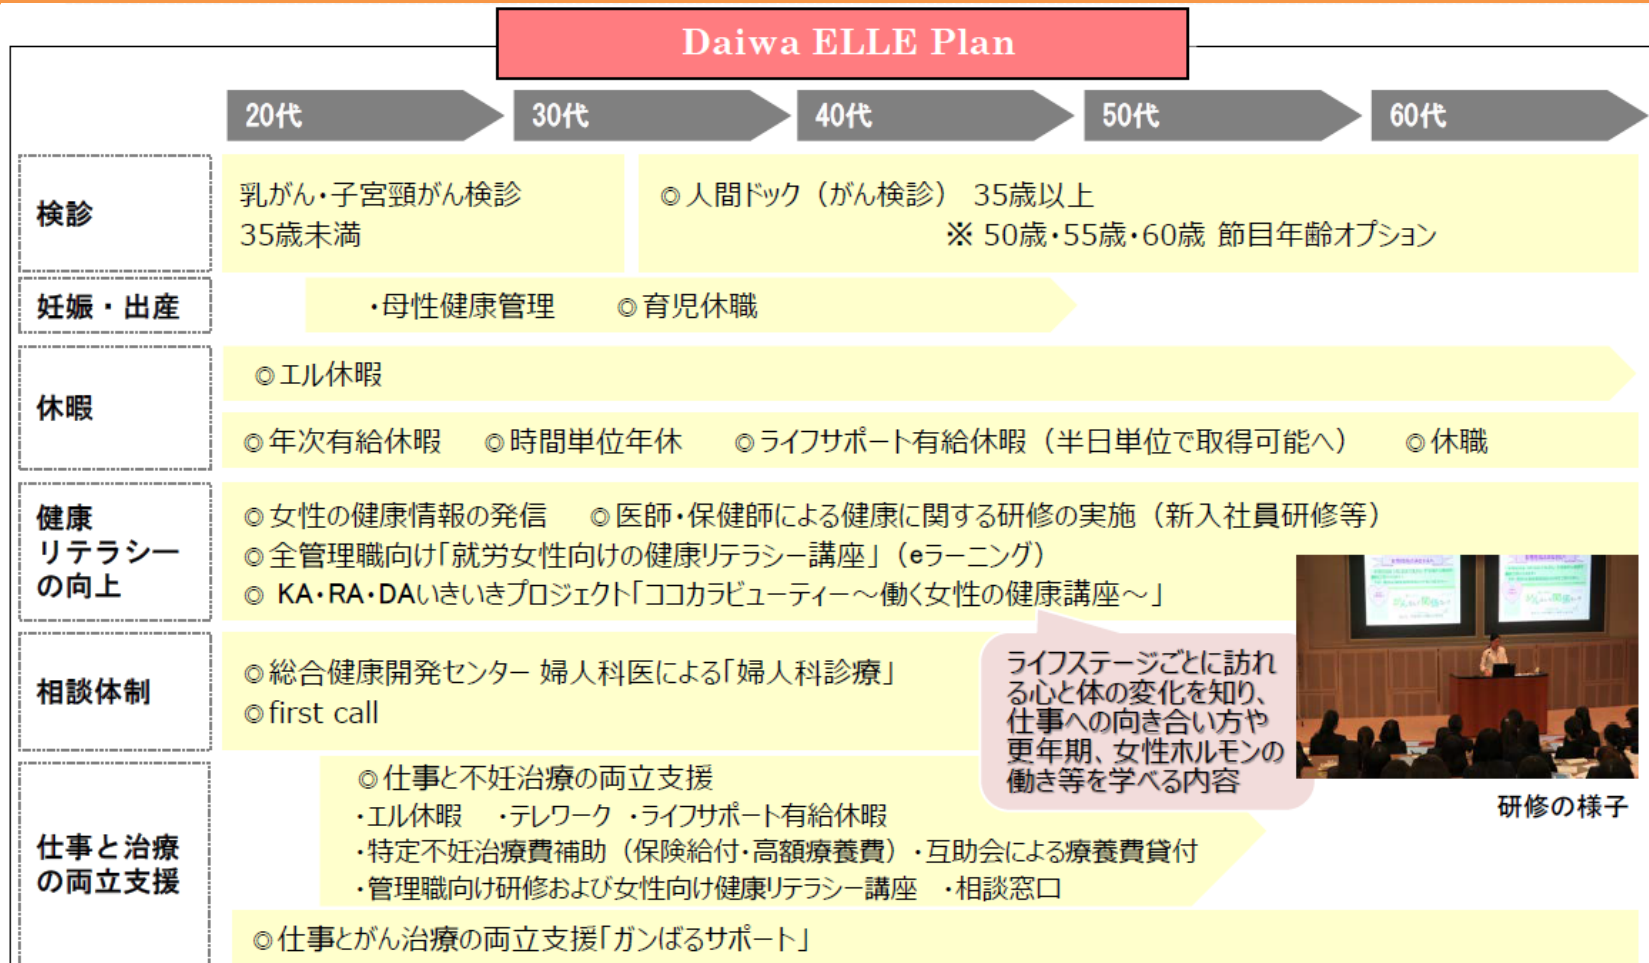 Daiwa ELLE Plan
20代
30代
40代
50代
60代
検診
乳がん・子宮頸がん検診
35歳未満
◎人間ドック（がん検診） 35歳以上
※ 50歳・55歳・60歳 節目年齢オプション
妊娠・出産
・母性健康管理 ◎育児休職
休暇
◎エル休暇
◎年次有給休暇 ◎時間単位年休 ◎ライフサポート有給休暇（半日単位で取得可能へ） ◎休職
健康
リテラシー
の向上
◎女性の健康情報の発信 ◎医師・保健師による健康に関する研修の実施（新入社員研修等）
◎全管理職向け「就労女性向けの健康リテラシー講座」（eラーニング）
◎ KA・RA・DAいきいきプロジェクト「ココカラビューティー～働く女性の健康講座～」
相談体制
◎総合健康開発センター 婦人科医による「婦人科診療」
◎first call
ライフステージごとに訪れ
る心と体の変化を知り、
仕事への向き合い方や
更年期、女性ホルモンの
働き等を学べる内容
研修の様子
仕事と治療
の両立支援
◎仕事と不妊治療の両立支援
・エル休暇 ・テレワーク ・ライフサポート有給休暇
・特定不妊治療費補助（保険給付・高額療養費）・互助会による療養費貸付
・管理職向け研修および女性向け健康リテラシー講座 ・相談窓口
◎仕事とがん治療の両立支援「ガンばるサポート」